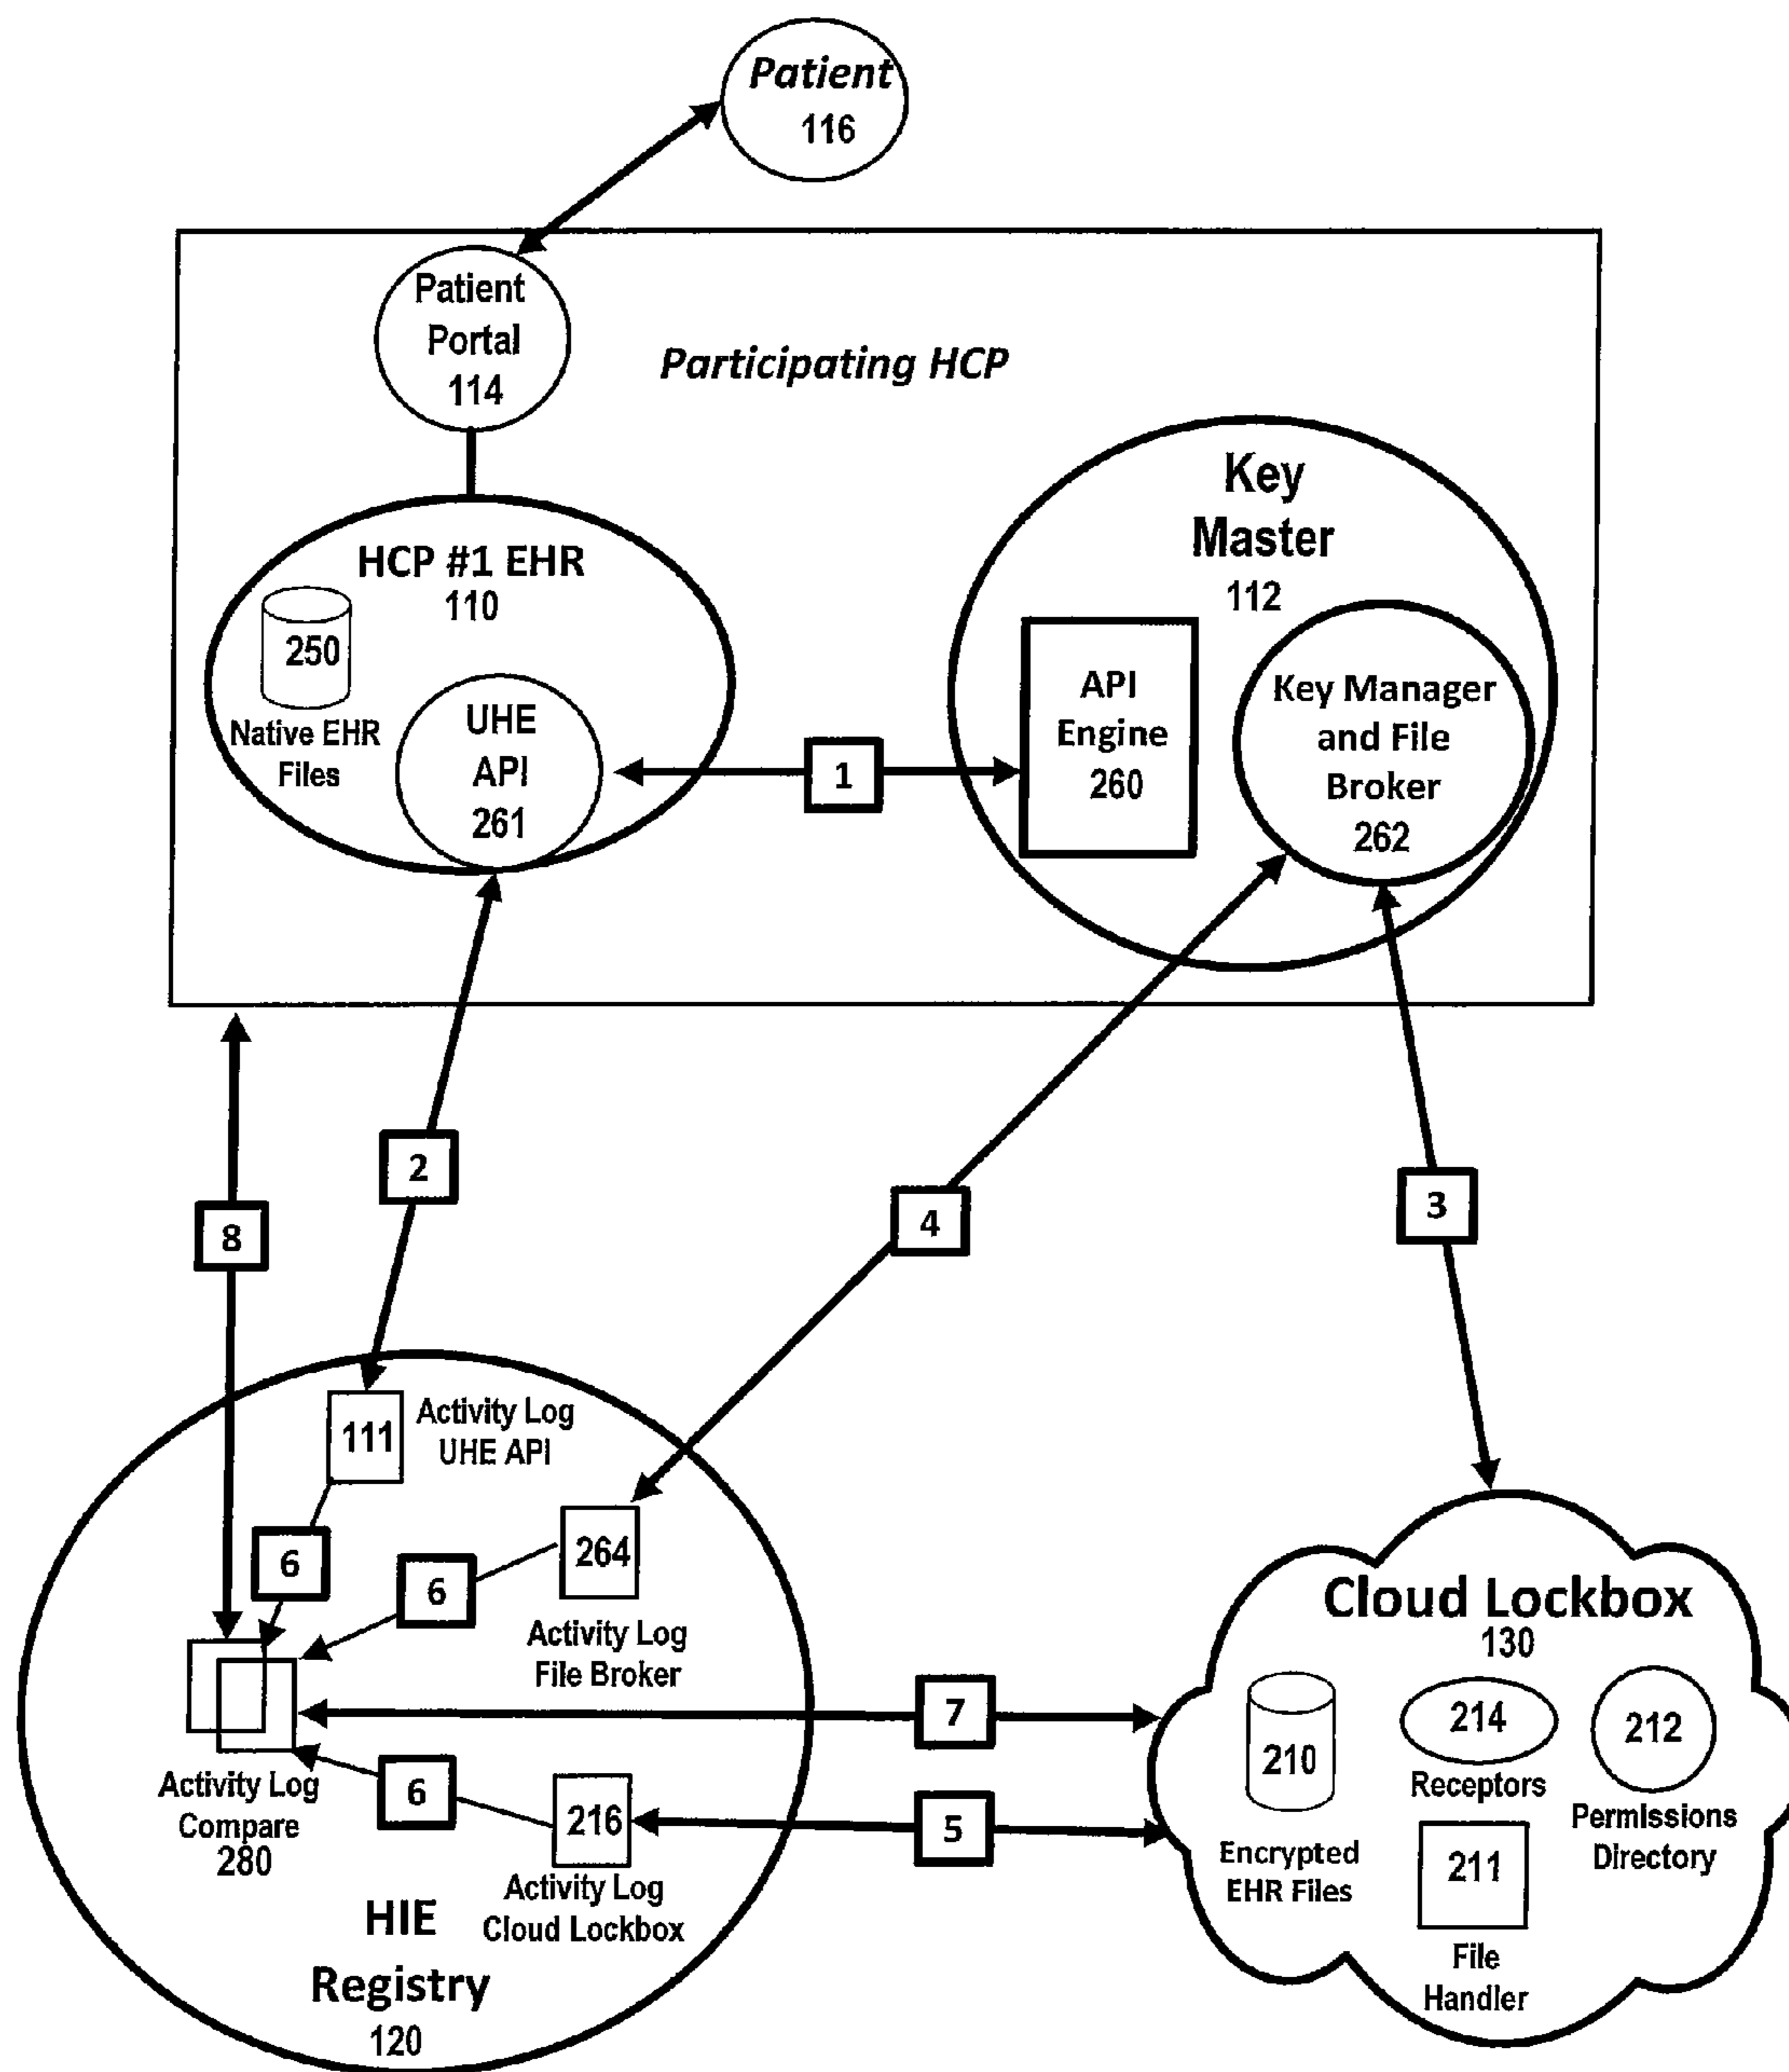 Patient
116
Patient
Portal
114
Participating HCP
Key
Master
112
HCP #1 EHR
110
250
Native EHR
Files
UHE
API
261
1
API
Engine
260
Key Manager
and File
Broker
262
2
4
3
8
111
Activity Log
UHE API
6
6
264
Activity Log
File Broker
7
Activity Log
Compare
280
6
216
Activity Log
Cloud Lockbox
5
HIE
Registry
120
Cloud Lockbox
130
210
Encrypted
EHR Files
214
Receptors
212
Permissions
Directory
211
File
Handler